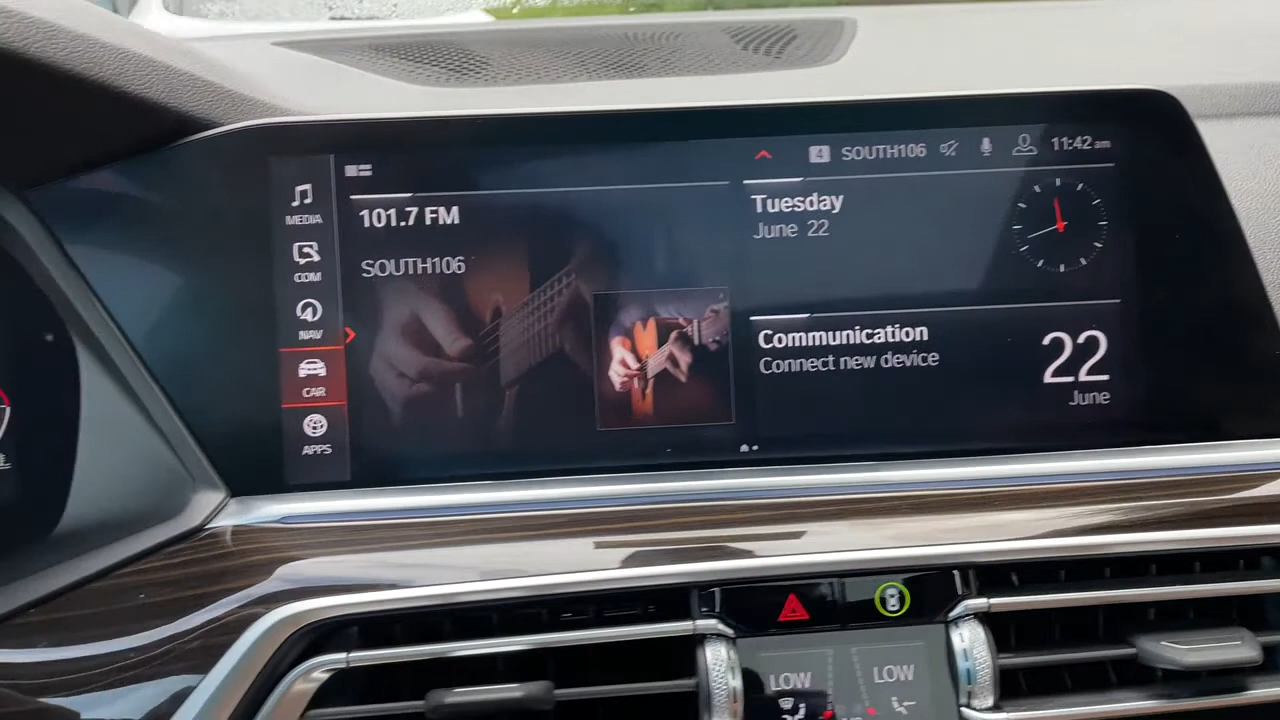 4 SOUTH106 11:42 am
MEDIA
COM
NAV
CAR
APPS
101.7 FM
SOUTH106
Tuesday
June 22
Communication
Connect new device
22
June
LOW
LOW